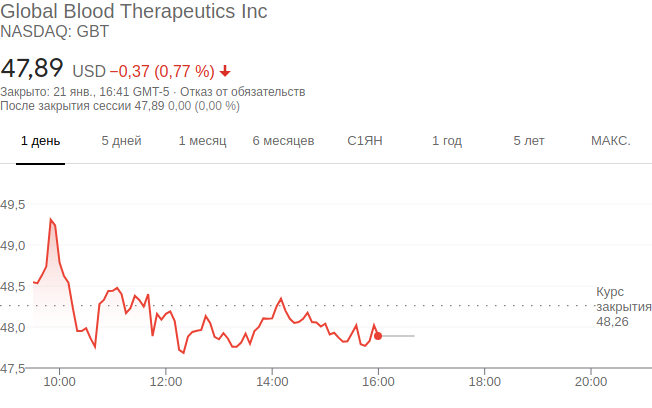 Global Blood Therapeutics Inc
NASDAQ: GBT
47,89 USD −0,37 (0,77 %)
Закрыто: 21 янв., 16:41 GMT-5 · Отказ от обязательств
После закрытия сессии 47,89 0,00 (0,00 %)
1 день 5 дней 1 месяц 6 месяцев С1ЯН 1 год 5 лет МАКС.
49,5
49,0
48,5
Курс
закрытия
48,26
48,0
47,5
10:00 12:00 14:00 16:00 18:00 20:00